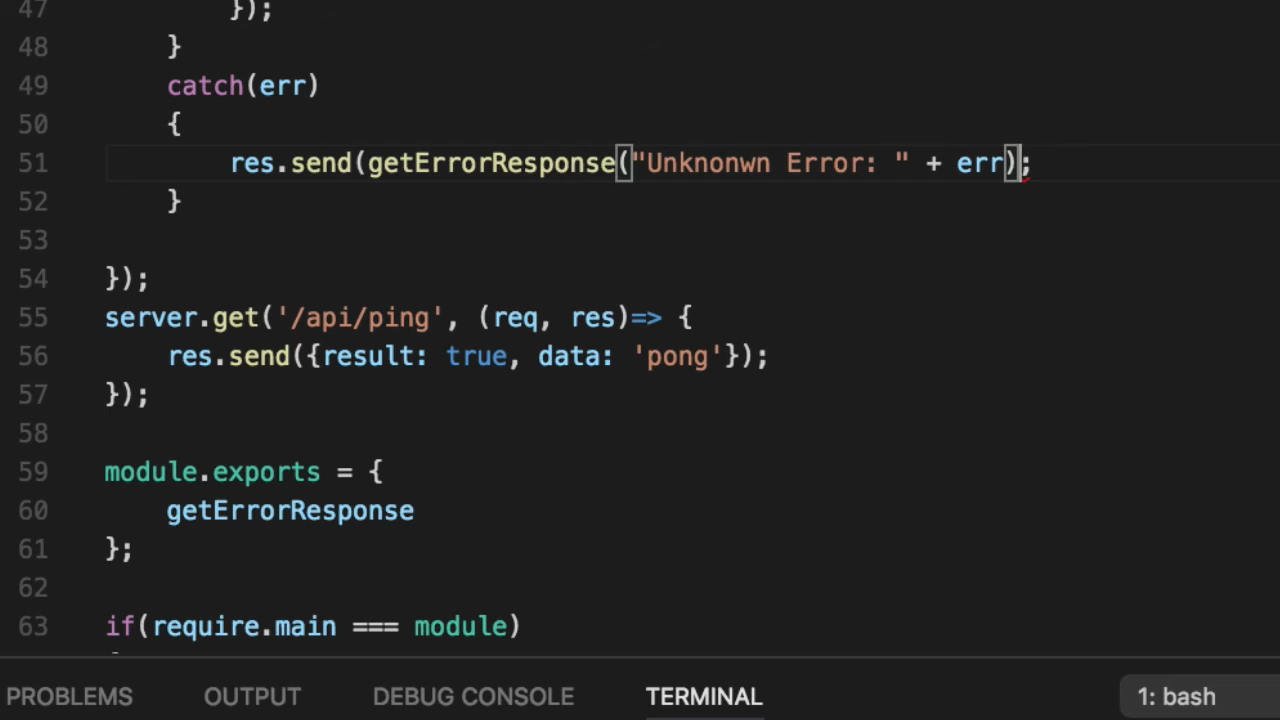 47 });
48 }
49 catch(err)
50 {
51 res.send(getErrorResponse("Unknonwn Error: " + err);
52 }
53
54 });
55 server.get('/api/ping', (req, res)=> {
56 res.send({result: true, data: 'pong'});
57 });
58
59 module.exports = {
60 getErrorResponse
61 };
62
63 if(require.main === module)
PROBLEMS OUTPUT DEBUG CONSOLE TERMINAL 1: bash